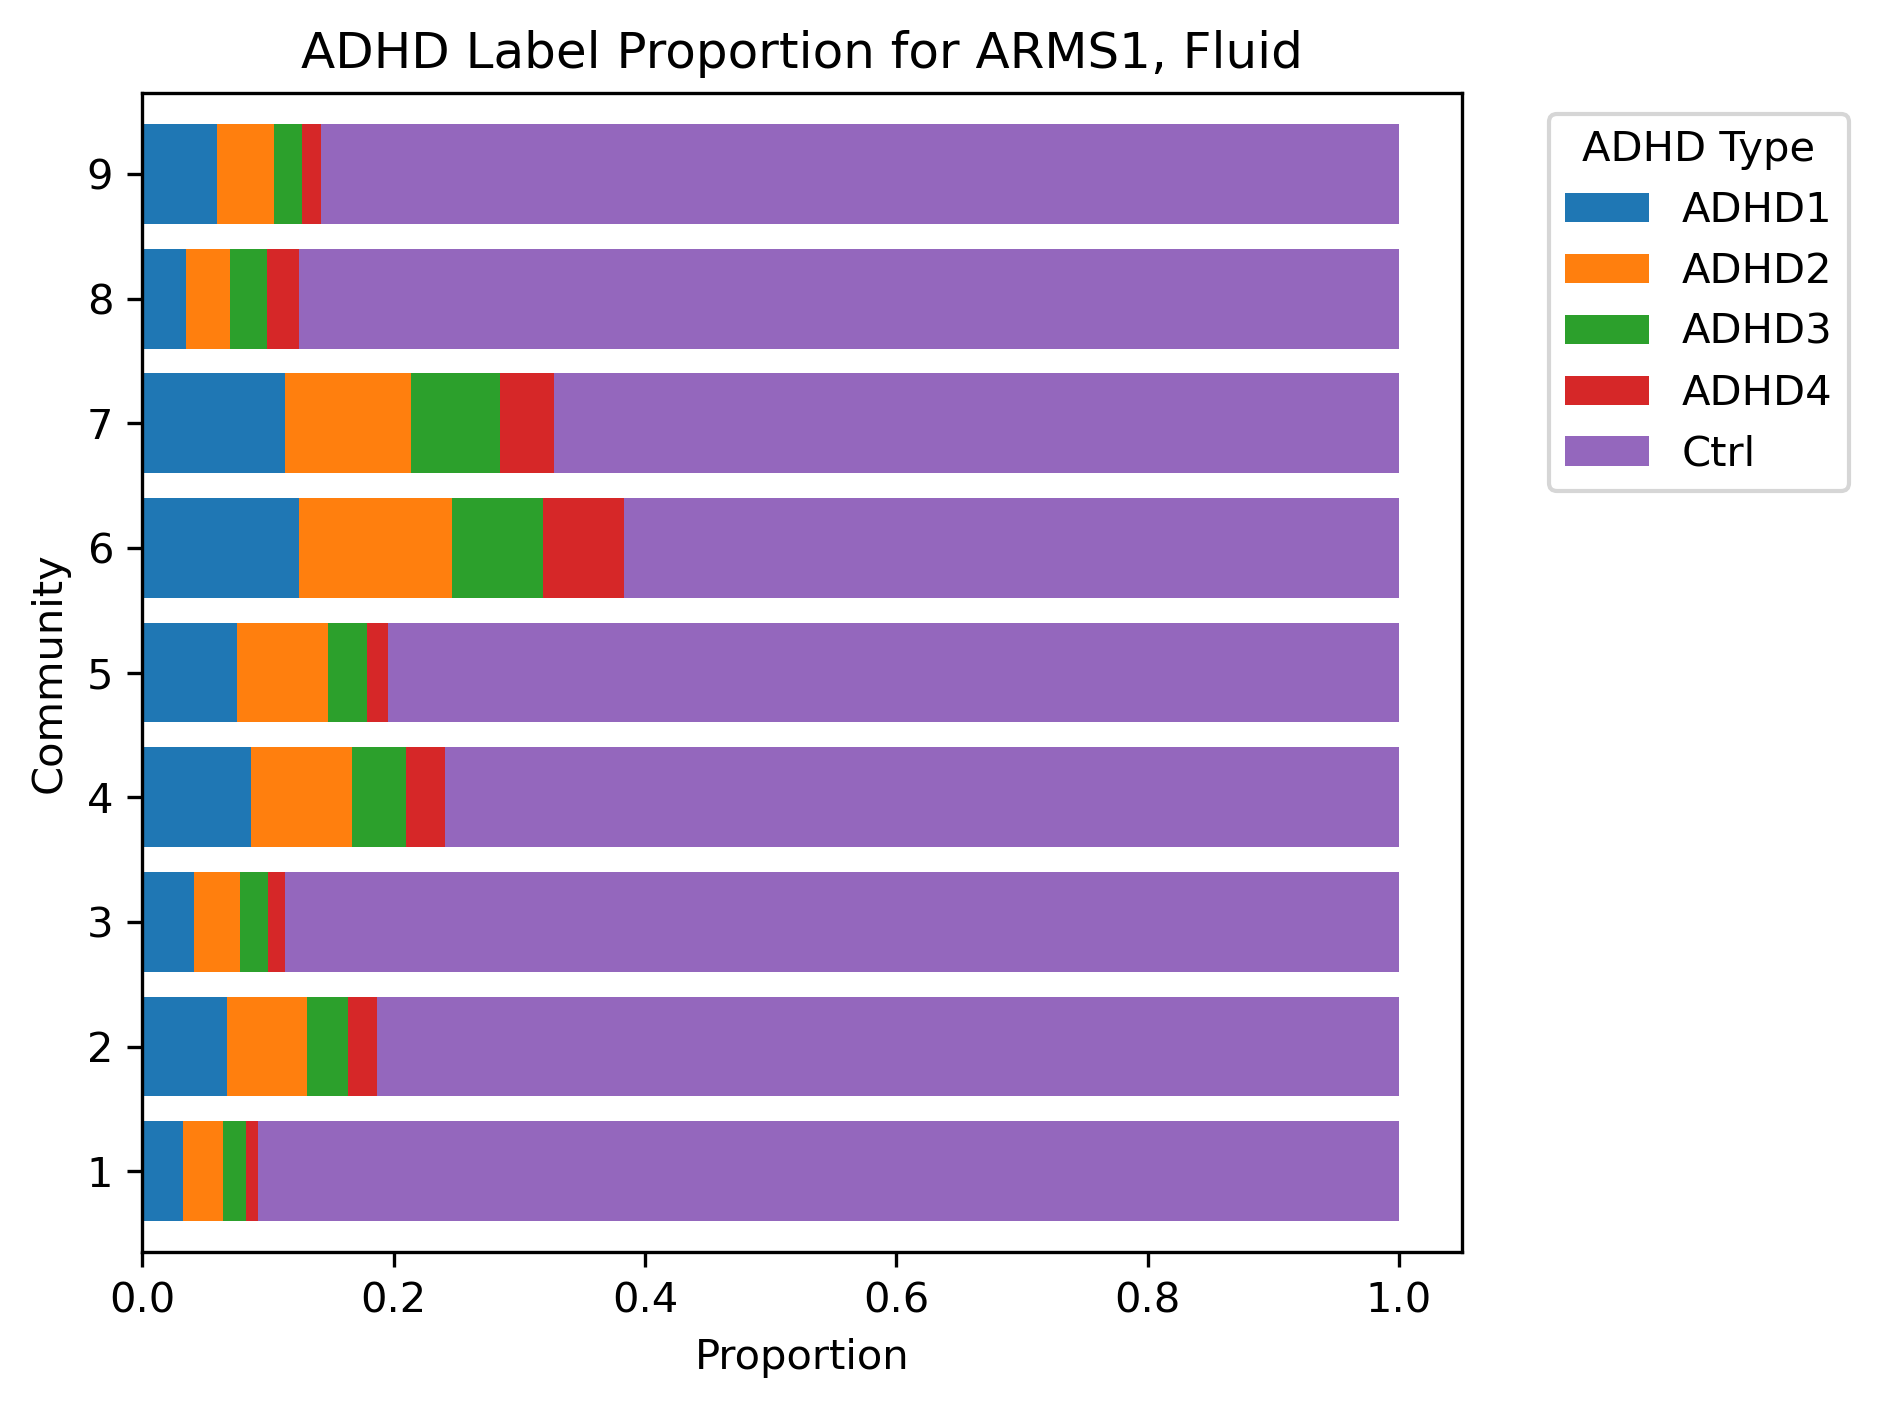 ADHD Label Proportion for ARMS1, Fluid
ADHD Type
ADHD1
ADHD2
ADHD3
ADHD4
Ctrl
Community
9
8
7
6
5
4
3
2
1
0.0 0.2 0.4 0.6 0.8 1.0
Proportion